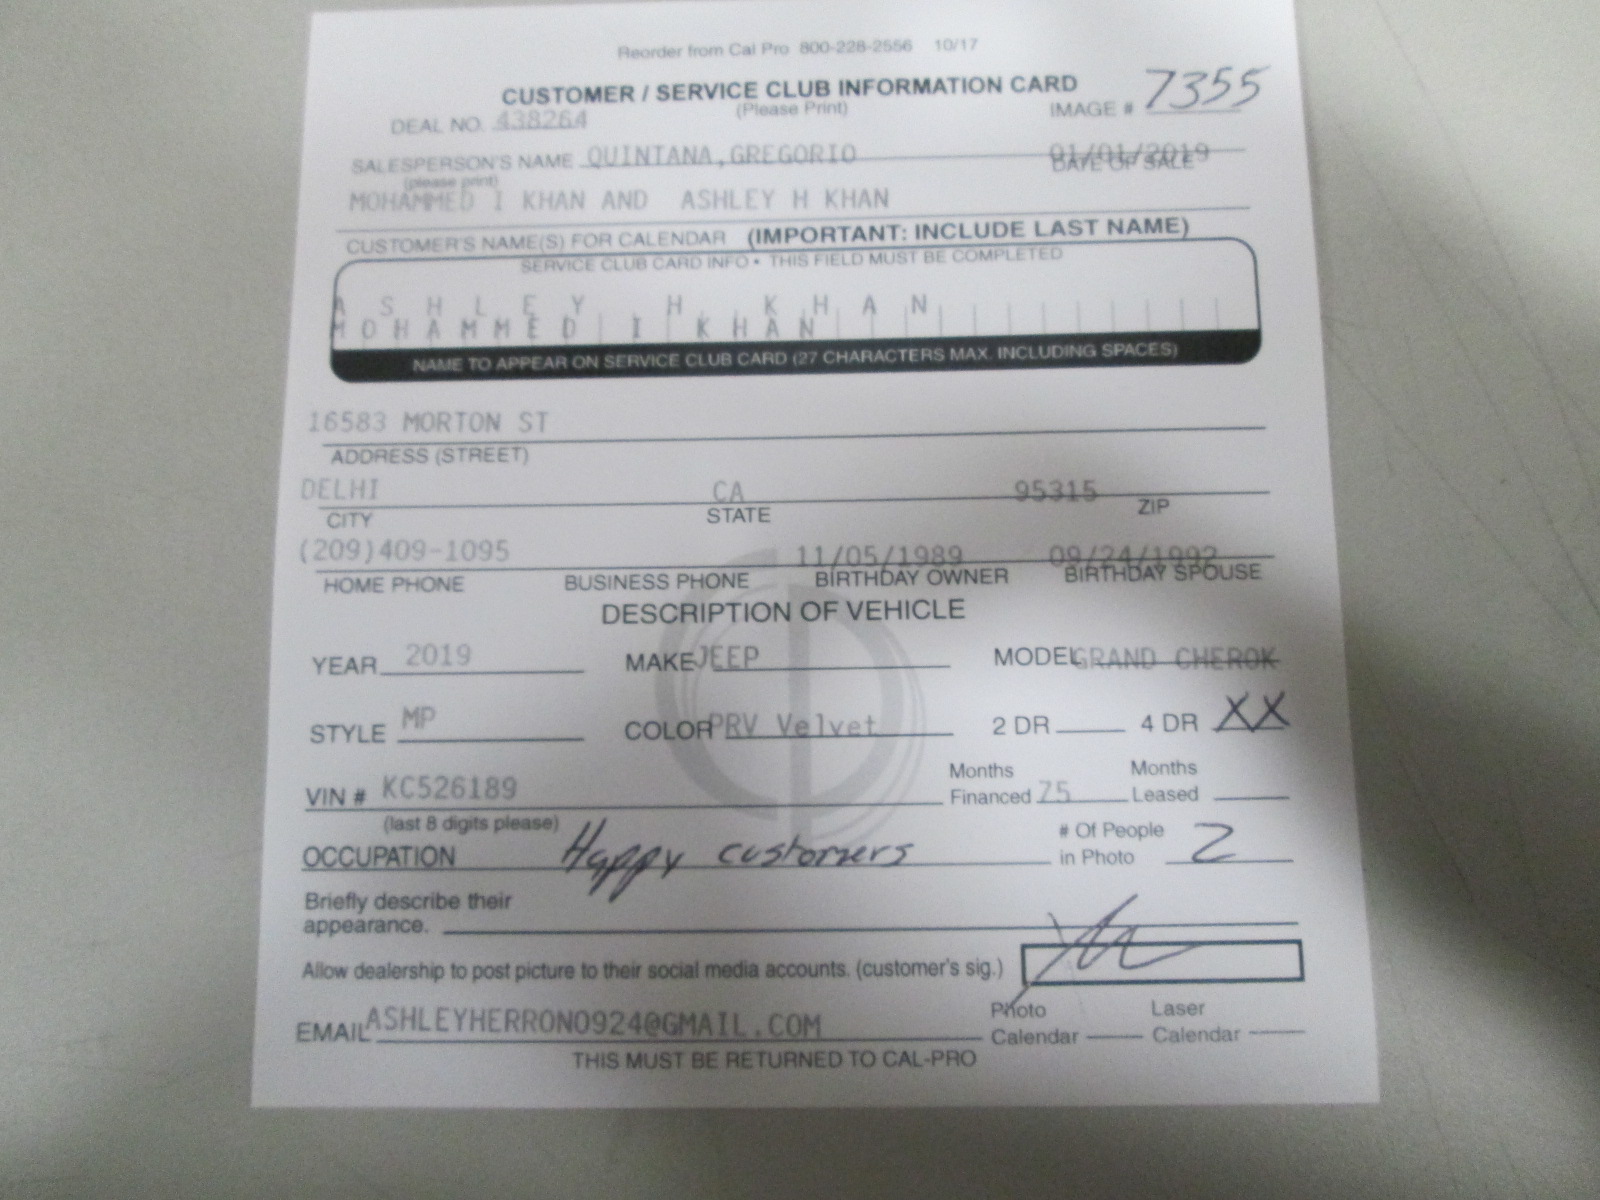 Reorder from Cal Pro 800-228-2556 10/17
CUSTOMER / SERVICE CLUB INFORMATION CARD
(Please Print)
IMAGE # 7355
DEAL NO. 438264
SALESPERSON'S NAME QUINTANA,GREGORIO 01/01/2019
(please print) DATE OF SALE
MOHAMMED I KHAN AND ASHLEY H KHAN
CUSTOMER'S NAME(S) FOR CALENDAR (IMPORTANT: INCLUDE LAST NAME)
SERVICE CLUB CARD INFO • THIS FIELD MUST BE COMPLETED
ASHLEY H KHAN
MOHAMMED I KHAN
NAME TO APPEAR ON SERVICE CLUB CARD (27 CHARACTERS MAX. INCLUDING SPACES)
16583 MORTON ST
ADDRESS (STREET)
DELHI CA 95315
CITY STATE ZIP
(209)409-1095 11/05/1989 09/24/1992
HOME PHONE BUSINESS PHONE BIRTHDAY OWNER BIRTHDAY SPOUSE
DESCRIPTION OF VEHICLE
YEAR 2019 MAKE JEEP MODEL GRAND CHEROK
STYLE MP COLOR PRV Velvet 2 DR 4 DR XX
VIN # KC526189 Months Financed 75 Months Leased
(last 8 digits please)
OCCUPATION Happy customers # Of People in Photo 2
Briefly describe their
appearance.
Allow dealership to post picture to their social media accounts. (customer's sig.)
EMAIL ASHLEYHERRON0924@GMAIL.COM Photo Calendar Laser Calendar
THIS MUST BE RETURNED TO CAL-PRO